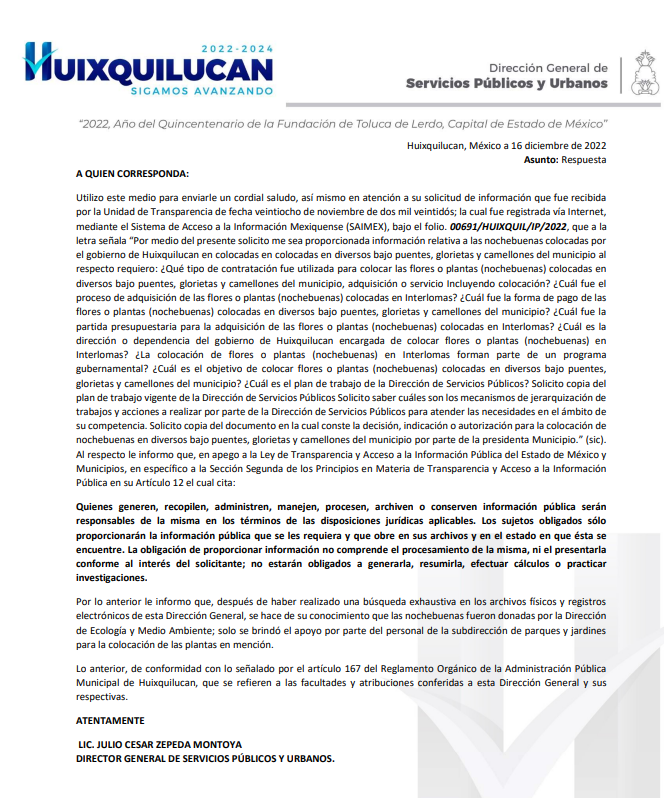 2022-2024
HUIXQUILUCAN
SIGAMOS AVANZANDO
Dirección General de
Servicios Públicos y Urbanos
“2022, Año del Quincentenario de la Fundación de Toluca de Lerdo, Capital de Estado de México”
Huixquilucan, México a 16 diciembre de 2022
Asunto: Respuesta
A QUIEN CORRESPONDA:
Utilizo este medio para enviarle un cordial saludo, así mismo en atención a su solicitud de información que fue recibida
por la Unidad de Transparencia de fecha veintiocho de noviembre de dos mil veintidós; la cual fue registrada vía Internet,
mediante el Sistema de Acceso a la Información Mexiquense (SAIMEX), bajo el folio. 00691/HUIXQUIL/IP/2022, que a la
letra señala “Por medio del presente solicito me sea proporcionada información relativa a las nochebuenas colocadas por
el gobierno de Huixquilucan en colocadas en colocadas en diversos bajo puentes, glorietas y camellones del municipio al
respecto requiero: ¿Qué tipo de contratación fue utilizada para colocar las flores o plantas (nochebuenas) colocadas en
diversos bajo puentes, glorietas y camellones del municipio, adquisición o servicio Incluyendo colocación? ¿Cuál fue el
proceso de adquisición de las flores o plantas (nochebuenas) colocadas en Interlomas? ¿Cuál fue la forma de pago de las
flores o plantas (nochebuenas) colocadas en diversos bajo puentes, glorietas y camellones del municipio? ¿Cuál fue la
partida presupuestaria para la adquisición de las flores o plantas (nochebuenas) colocadas en Interlomas? ¿Cuál es la
dirección o dependencia del gobierno de Huixquilucan encargada de colocar flores o plantas (nochebuenas) en
Interlomas? ¿La colocación de flores o plantas (nochebuenas) en Interlomas forman parte de un programa
gubernamental? ¿Cuál es el objetivo de colocar flores o plantas (nochebuenas) colocadas en diversos bajo puentes,
glorietas y camellones del municipio? ¿Cuál es el plan de trabajo de la Dirección de Servicios Públicos? Solicito copia del
plan de trabajo vigente de la Dirección de Servicios Públicos Solicito saber cuáles son los mecanismos de jerarquización de
trabajos y acciones a realizar por parte de la Dirección de Servicios Públicos para atender las necesidades en el ámbito de
su competencia. Solicito copia del documento en la cual conste la decisión, indicación o autorización para la colocación de
nochebuenas en diversos bajo puentes, glorietas y camellones del municipio por parte de la presidenta Municipio.” (sic).
Al respecto le informo que, en apego a la Ley de Transparencia y Acceso a la Información Pública del Estado de México y
Municipios, en específico a la Sección Segunda de los Principios en Materia de Transparencia y Acceso a la Información
Pública en su Artículo 12 el cual cita:
Quienes generen, recopilen, administren, manejen, procesen, archiven o conserven información pública serán
responsables de la misma en los términos de las disposiciones jurídicas aplicables. Los sujetos obligados sólo
proporcionarán la información pública que se les requiera y que obre en sus archivos y en el estado en que ésta se
encuentre. La obligación de proporcionar información no comprende el procesamiento de la misma, ni el presentarla
conforme al interés del solicitante; no estarán obligados a generarla, resumirla, efectuar cálculos o practicar
investigaciones.
Por lo anterior le informo que, después de haber realizado una búsqueda exhaustiva en los archivos físicos y registros
electrónicos de esta Dirección General, se hace de su conocimiento que las nochebuenas fueron donadas por la Dirección
de Ecología y Medio Ambiente; solo se brindó el apoyo por parte del personal de la subdirección de parques y jardines
para la colocación de las plantas en mención.
Lo anterior, de conformidad con lo señalado por el artículo 167 del Reglamento Orgánico de la Administración Pública
Municipal de Huixquilucan, que se refieren a las facultades y atribuciones conferidas a esta Dirección General y sus
respectivas.
ATENTAMENTE
LIC. JULIO CESAR ZEPEDA MONTOYA
DIRECTOR GENERAL DE SERVICIOS PÚBLICOS Y URBANOS.